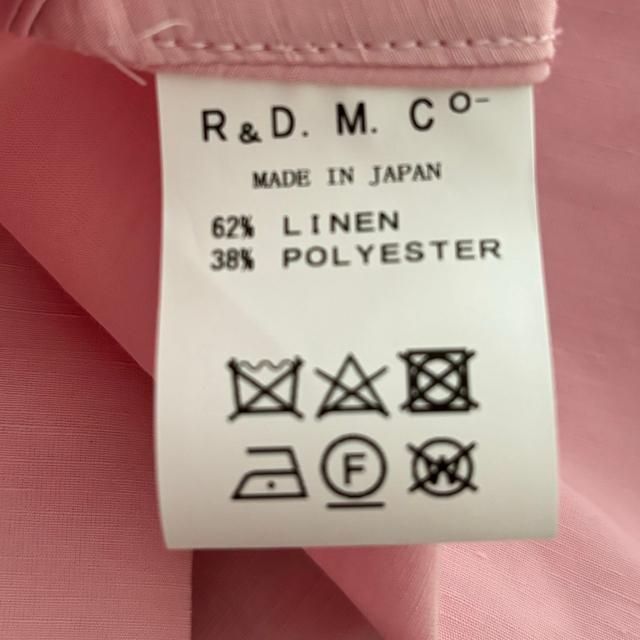 R & D. M. Co-
MADE IN JAPAN
62% LINEN
38% POLYESTER
F
W